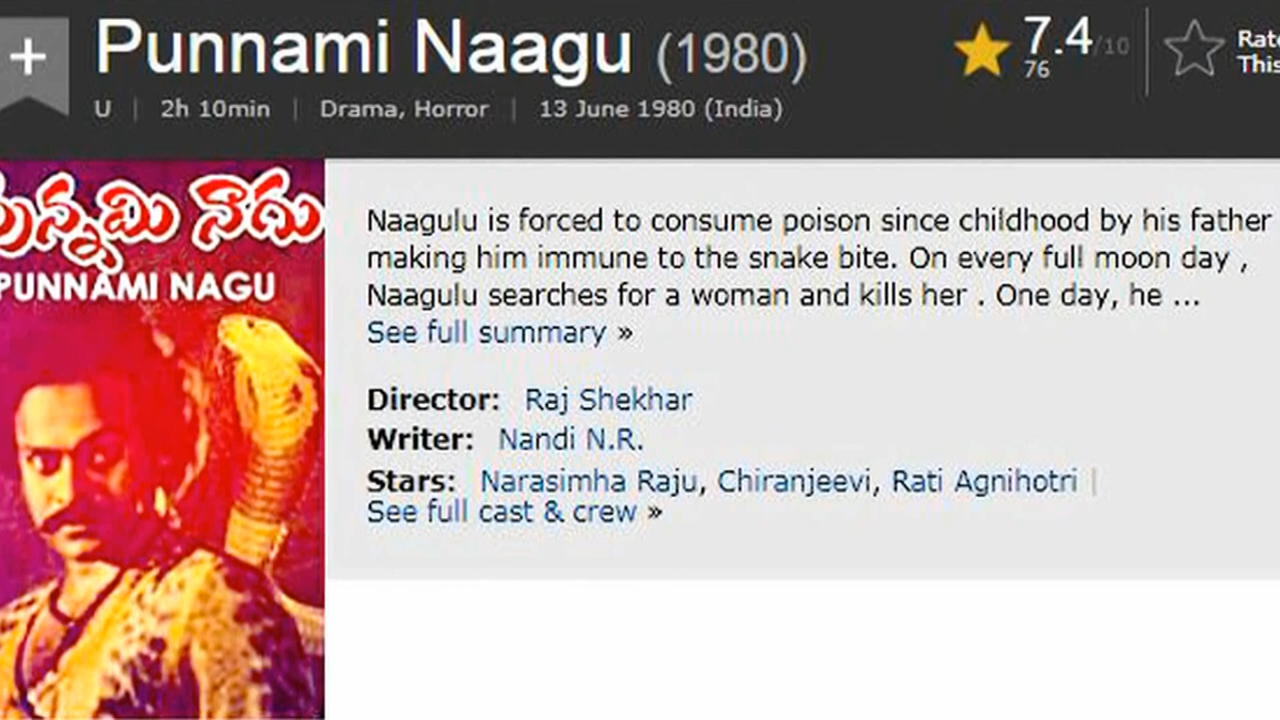 + Punnami Naagu (1980)
7.4/10
76
Rate
This
U | 2h 10min | Drama, Horror | 13 June 1980 (India)
పున్నమి నాగు
PUNNAMI NAGU
Naagulu is forced to consume poison since childhood by his father
making him immune to the snake bite. On every full moon day ,
Naagulu searches for a woman and kills her . One day, he ...
See full summary »
Director: Raj Shekhar
Writer: Nandi N.R.
Stars: Narasimha Raju, Chiranjeevi, Rati Agnihotri |
See full cast & crew »